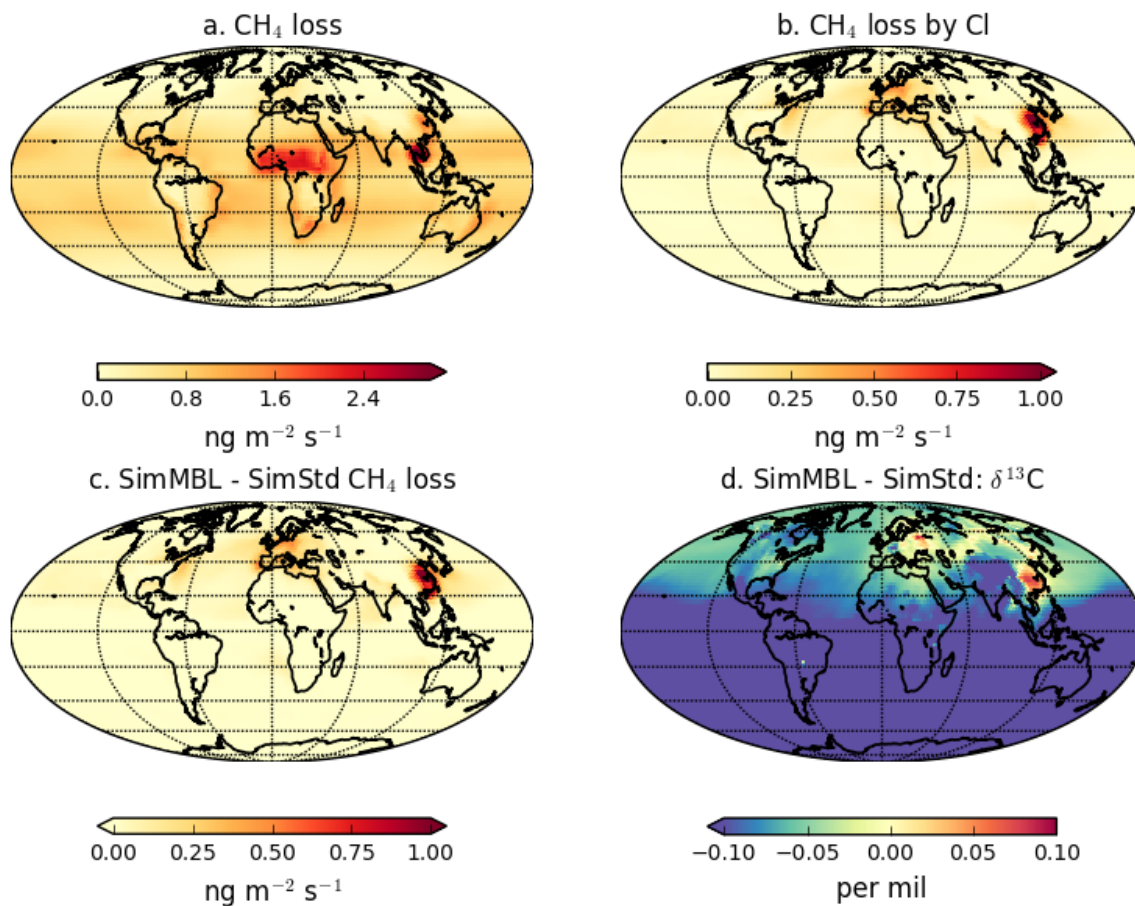 a. CH₄ loss
b. CH₄ loss by Cl
0.0 0.8 1.6 2.4
ng m⁻² s⁻¹
0.00 0.25 0.50 0.75 1.00
ng m⁻² s⁻¹
c. SimMBL - SimStd CH₄ loss
d. SimMBL - SimStd: δ¹³C
0.00 0.25 0.50 0.75 1.00
ng m⁻² s⁻¹
−0.10 −0.05 0.00 0.05 0.10
per mil